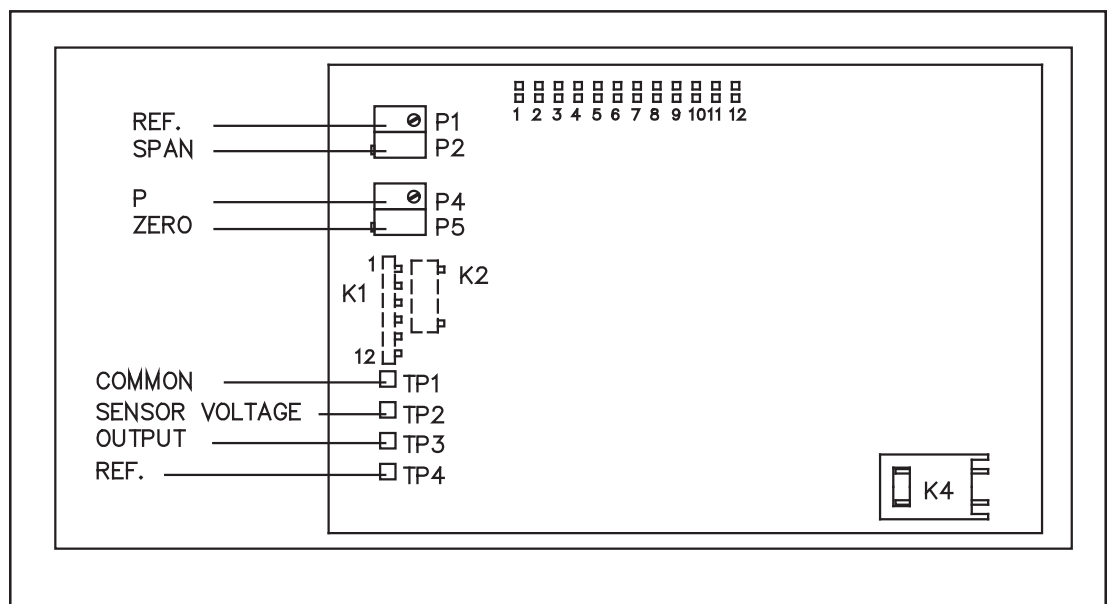 1 2 3 4 5 6 7 8 9 10 11 12
REF. P1
SPAN P2
P P4
ZERO P5
1 K2
K1
12
COMMON TP1
SENSOR VOLTAGE TP2
OUTPUT TP3
REF. TP4
K4